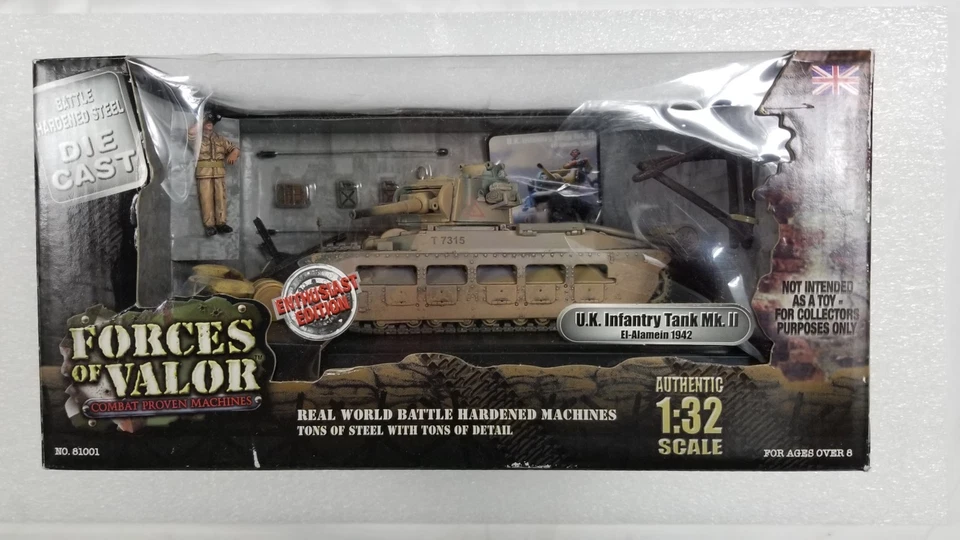 BATTLE
HARDENED STEEL
DIE
CAST
T 7315
ENTHUSIAST
EDITION
U.K. Infantry Tank Mk. II
El-Alamein 1942
NOT INTENDED
AS A TOY -
FOR COLLECTORS
PURPOSES ONLY
FORCES
OF VALOR™
COMBAT PROVEN MACHINES
REAL WORLD BATTLE HARDENED MACHINES
TONS OF STEEL WITH TONS OF DETAIL
AUTHENTIC
1:32
SCALE
NO. 81001
FOR AGES OVER 8